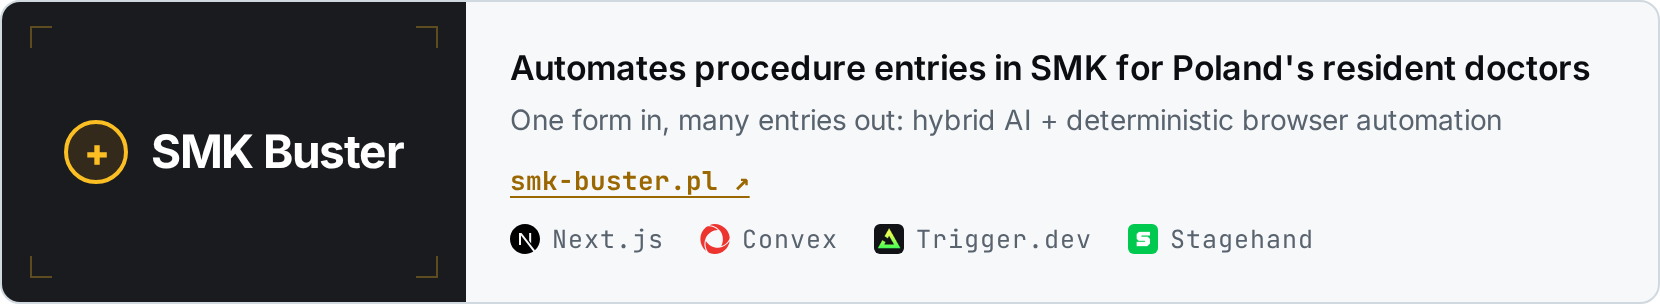 SMK Buster
Automates procedure entries in SMK for Poland's resident doctors
One form in, many entries out: hybrid AI + deterministic browser automation
smk-buster.pl ↗
Next.js Convex Trigger.dev Stagehand